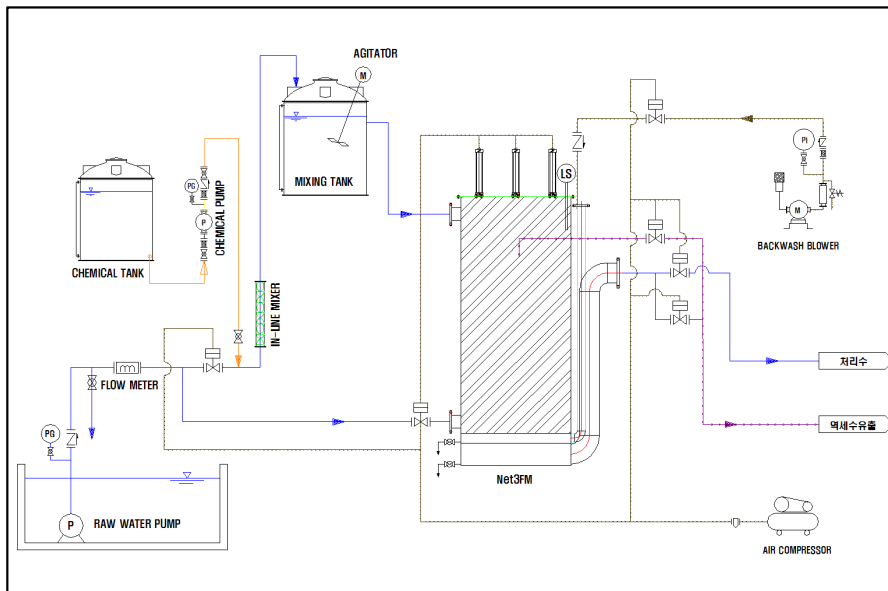 AGITATOR
M
MIXING TANK
PG
P
CHEMICAL PUMP
CHEMICAL TANK
IN-LINE MIXER
FLOW METER
PG
P
RAW WATER PUMP
LS
Net3FM
PI
M
BACKWASH BLOWER
처리수
역세수유출
AIR COMPRESSOR